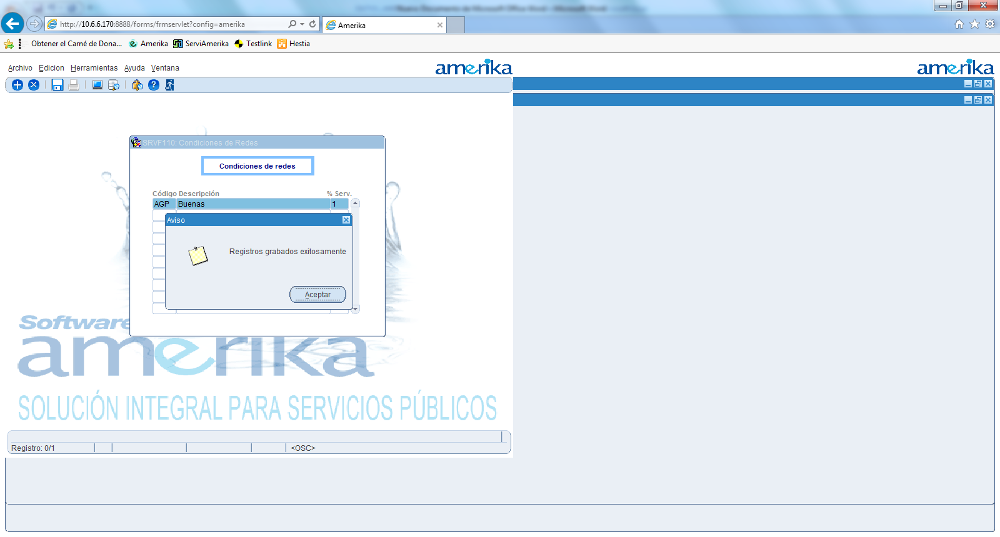 http://10.6.6.170:8888/forms/frmservlet?config=amerika
Amerika
Obtener el Carné de Dona...
Amerika
ServiAmerika
Testlink
Hestia
Archivo Edicion Herramientas Ayuda Ventana
amerika
amerika
SRVF110: Condiciones de Redes
Condiciones de redes
Código Descripción % Serv.
AGP Buenas 1
Aviso
Registros grabados exitosamente
Aceptar
Software
amerika
SOLUCIÓN INTEGRAL PARA SERVICIOS PÚBLICOS
Registro: 0/1
<OSC>